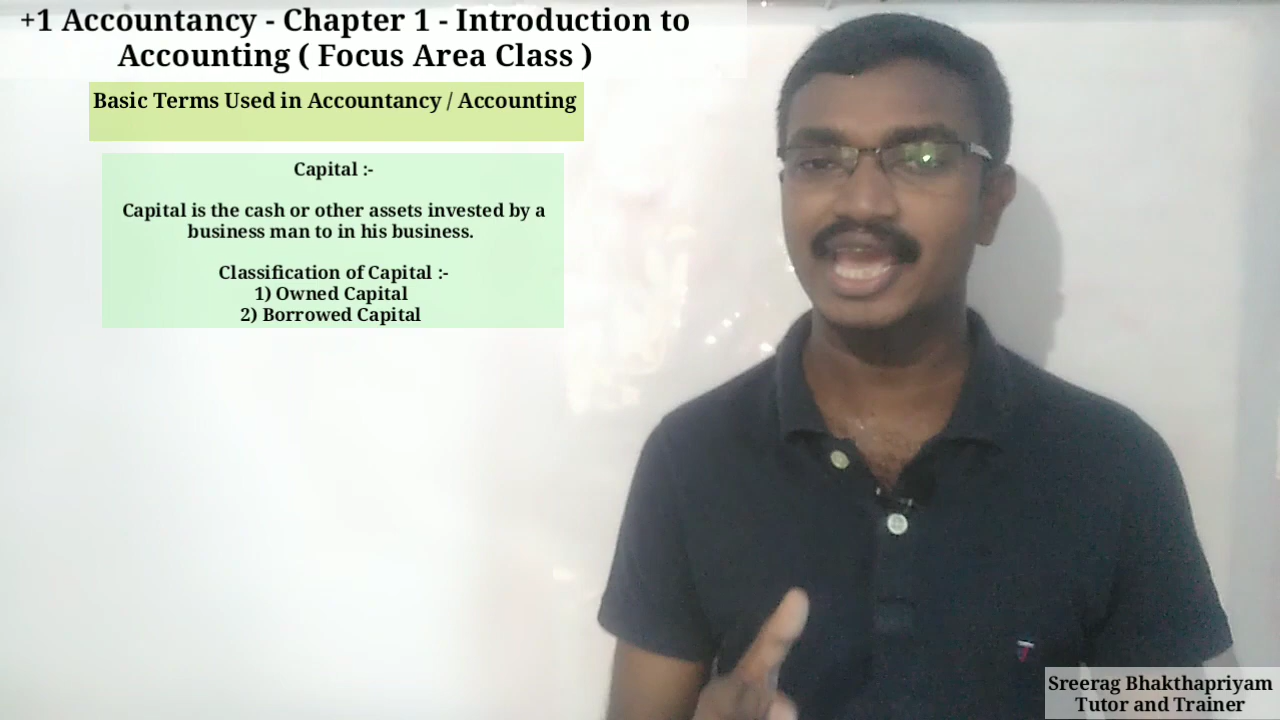 +1 Accountancy - Chapter 1 - Introduction to
Accounting ( Focus Area Class )
Basic Terms Used in Accountancy / Accounting
Capital :-
Capital is the cash or other assets invested by a
business man to in his business.
Classification of Capital :-
1) Owned Capital
2) Borrowed Capital
Sreerag Bhakthapriyam
Tutor and Trainer